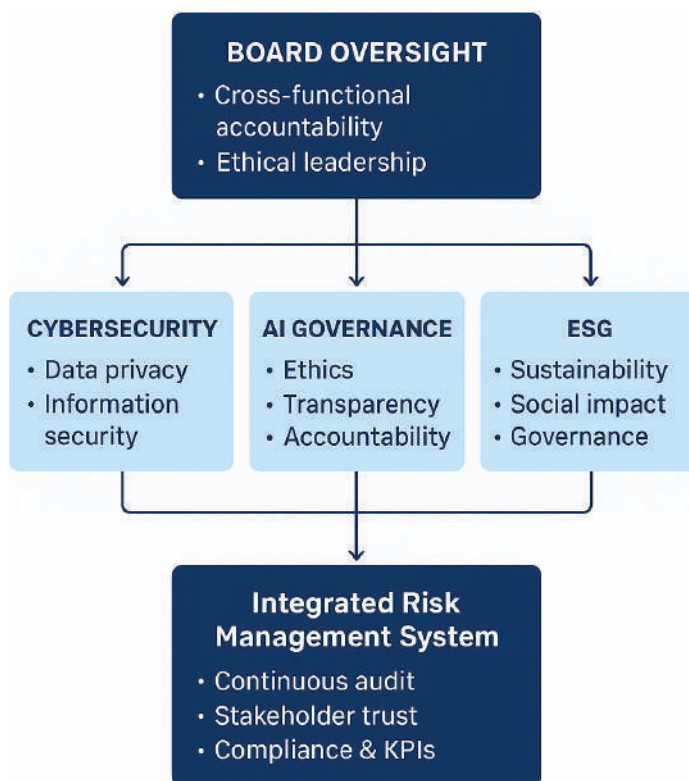 BOARD OVERSIGHT
• Cross-functional
accountability
• Ethical leadership
CYBERSECURITY
• Data privacy
• Information
security
AI GOVERNANCE
• Ethics
• Transparency
• Accountability
ESG
• Sustainability
• Social impact
• Governance
Integrated Risk
Management System
• Continuous audit
• Stakeholder trust
• Compliance & KPIs